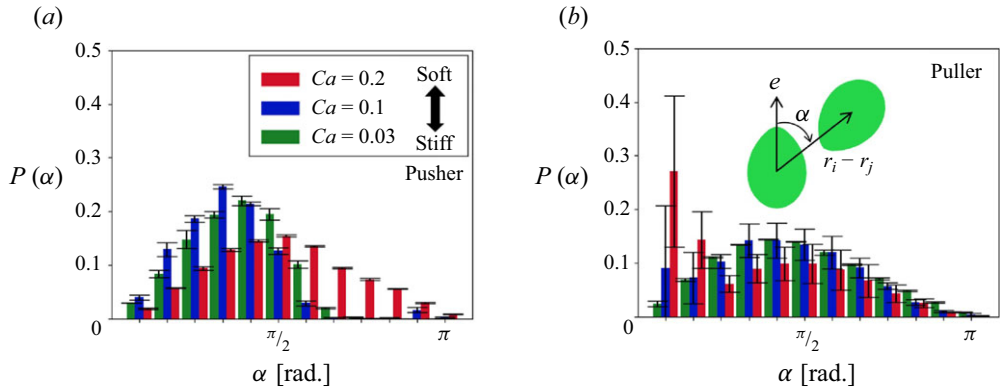 (a)
0.5
0.4
0.3
0.2
0.1
0
P (α)
Ca = 0.2
Ca = 0.1
Ca = 0.03
Soft
Stiff
Pusher
π/2
π
α [rad.]
(b)
0.5
0.4
0.3
0.2
0.1
0
P (α)
Puller
e
α
r_i − r_j
π/2
π
α [rad.]